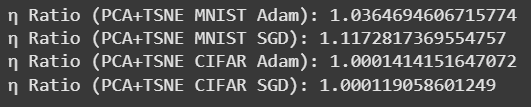 η Ratio (PCA+TSNE MNIST Adam): 1.0364694606715774
η Ratio (PCA+TSNE MNIST SGD): 1.1172817369554757
η Ratio (PCA+TSNE CIFAR Adam): 1.0001414151647072
η Ratio (PCA+TSNE CIFAR SGD): 1.000119058601249